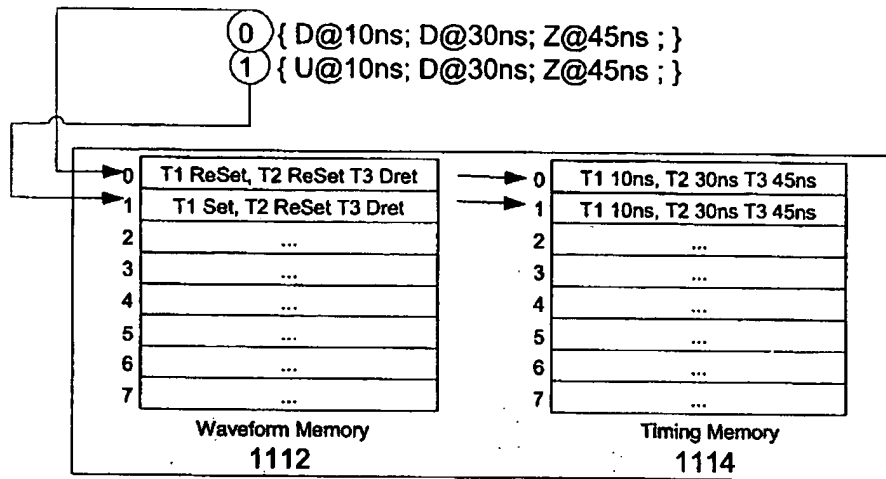 0 { D@10ns; D@30ns; Z@45ns ; }
1 { U@10ns; D@30ns; Z@45ns ; }
0 T1 ReSet, T2 ReSet T3 Dret 0 T1 10ns, T2 30ns T3 45ns
1 T1 Set, T2 ReSet T3 Dret 1 T1 10ns, T2 30ns T3 45ns
2 ... 2 ...
3 ... 3 ...
4 ... 4 ...
5 ... 5 ...
6 ... 6 ...
7 ... 7 ...
Waveform Memory Timing Memory
1112 1114